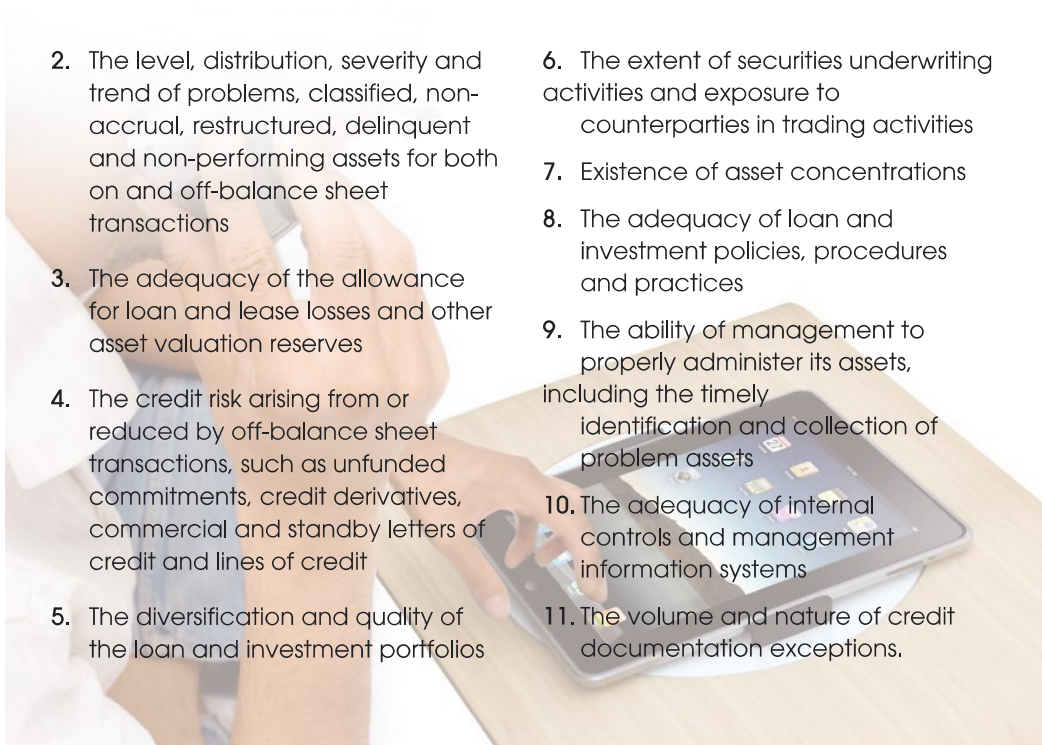 2. The level, distribution, severity and
trend of problems, classified, non-
accrual, restructured, delinquent
and non-performing assets for both
on and off-balance sheet
transactions
3. The adequacy of the allowance
for loan and lease losses and other
asset valuation reserves
4. The credit risk arising from or
reduced by off-balance sheet
transactions, such as unfunded
commitments, credit derivatives,
commercial and standby letters of
credit and lines of credit
5. The diversification and quality of
the loan and investment portfolios
6. The extent of securities underwriting
activities and exposure to
counterparties in trading activities
7. Existence of asset concentrations
8. The adequacy of loan and
investment policies, procedures
and practices
9. The ability of management to
properly administer its assets,
including the timely
identification and collection of
problem assets
10. The adequacy of internal
controls and management
information systems
11. The volume and nature of credit
documentation exceptions.